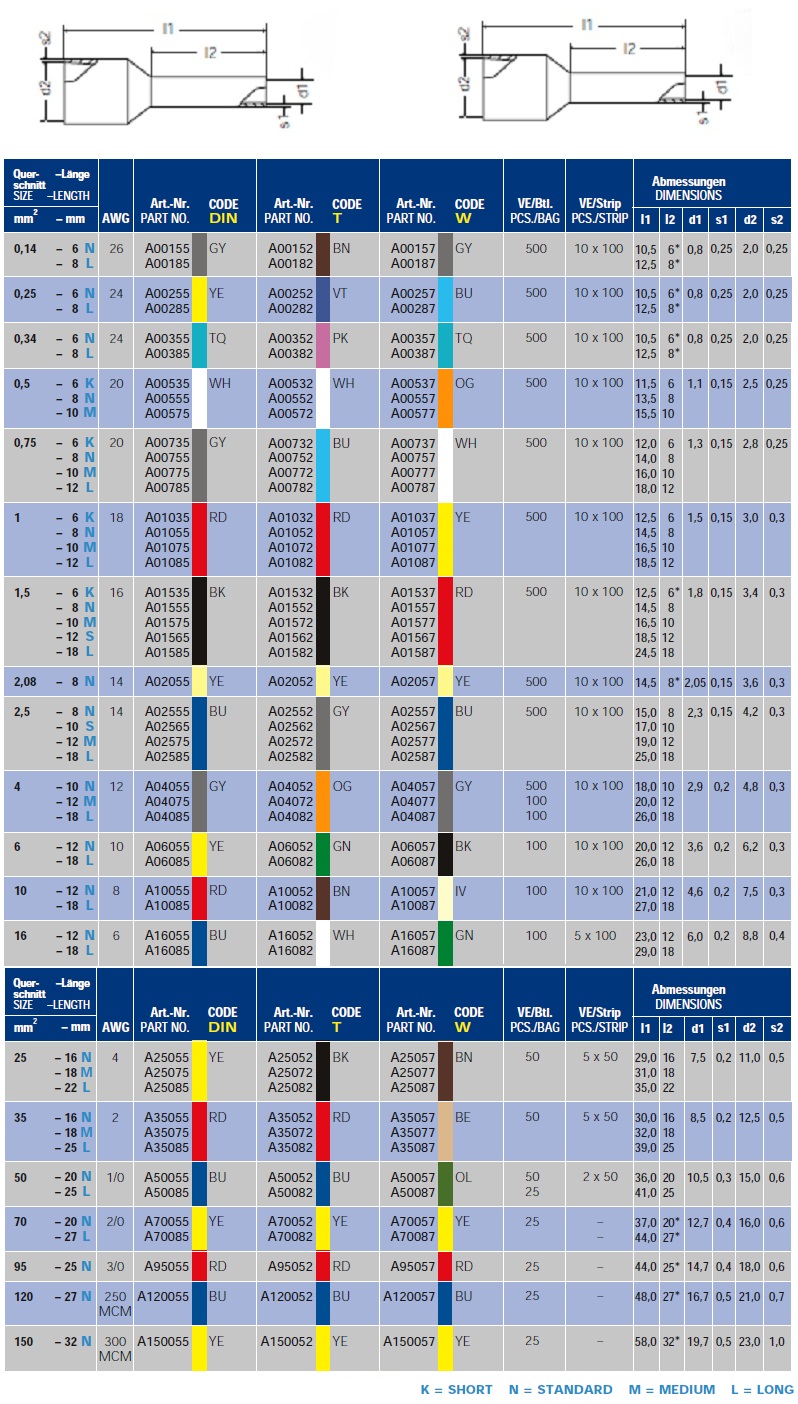 l1 l1
s2 l2 s2 l2
d2 d1 d2 d1
s1 s1
Quer- –Länge Abmessungen
schnitt Art.-Nr. CODE Art.-Nr. CODE Art.-Nr. CODE VE/Btl. VE/Strip DIMENSIONS
SIZE –LENGTH
mm² – mm AWG PART NO. DIN PART NO. T PART NO. W PCS./BAG PCS./STRIP l1 l2 d1 s1 d2 s2
0,14 – 6 N 26 A00155 GY A00152 BN A00157 GY 500 10 x 100 10,5 6* 0,8 0,25 2,0 0,25
– 8 L A00185 A00182 A00187 12,5 8*
0,25 – 6 N 24 A00255 YE A00252 VT A00257 BU 500 10 x 100 10,5 6* 0,8 0,25 2,0 0,25
– 8 L A00285 A00282 A00287 12,5 8*
0,34 – 6 N 24 A00355 TQ A00352 PK A00357 TQ 500 10 x 100 10,5 6* 0,8 0,25 2,0 0,25
– 8 L A00385 A00382 A00387 12,5 8*
0,5 – 6 K 20 A00535 WH A00532 WH A00537 OG 500 10 x 100 11,5 6 1,1 0,15 2,5 0,25
– 8 N A00555 A00552 A00557 13,5 8
– 10 M A00575 A00572 A00577 15,5 10
0,75 – 6 K 20 A00735 GY A00732 BU A00737 WH 500 10 x 100 12,0 6 1,3 0,15 2,8 0,25
– 8 N A00755 A00752 A00757 14,0 8
– 10 M A00775 A00772 A00777 16,0 10
– 12 L A00785 A00782 A00787 18,0 12
1 – 6 K 18 A01035 RD A01032 RD A01037 YE 500 10 x 100 12,5 6 1,5 0,15 3,0 0,3
– 8 N A01055 A01052 A01057 14,5 8
– 10 M A01075 A01072 A01077 16,5 10
– 12 L A01085 A01082 A01087 18,5 12
1,5 – 6 K 16 A01535 BK A01532 BK A01537 RD 500 10 x 100 12,5 6* 1,8 0,15 3,4 0,3
– 8 N A01555 A01552 A01557 14,5 8
– 10 M A01575 A01572 A01577 16,5 10
– 12 S A01565 A01562 A01567 18,5 12
– 18 L A01585 A01582 A01587 24,5 18
2,08 – 8 N 14 A02055 YE A02052 YE A02057 YE 500 10 x 100 14,5 8* 2,05 0,15 3,6 0,3
2,5 – 8 N 14 A02555 BU A02552 GY A02557 BU 500 10 x 100 15,0 8 2,3 0,15 4,2 0,3
– 10 S A02565 A02562 A02567 17,0 10
– 12 M A02575 A02572 A02577 19,0 12
– 18 L A02585 A02582 A02587 25,0 18
4 – 10 N 12 A04055 GY A04052 OG A04057 GY 500 10 x 100 18,0 10 2,9 0,2 4,8 0,3
– 12 M A04075 A04072 A04077 100 20,0 12
– 18 L A04085 A04082 A04087 100 26,0 18
6 – 12 N 10 A06055 YE A06052 GN A06057 BK 100 10 x 100 20,0 12 3,6 0,2 6,2 0,3
– 18 L A06085 A06082 A06087 26,0 18
10 – 12 N 8 A10055 RD A10052 BN A10057 IV 100 10 x 100 21,0 12 4,6 0,2 7,5 0,3
– 18 L A10085 A10082 A10087 27,0 18
16 – 12 N 6 A16055 BU A16052 WH A16057 GN 100 5 x 100 23,0 12 6,0 0,2 8,8 0,4
– 18 L A16085 A16082 A16087 29,0 18
Quer- –Länge Abmessungen
schnitt Art.-Nr. CODE Art.-Nr. CODE Art.-Nr. CODE VE/Btl. VE/Strip DIMENSIONS
SIZE –LENGTH
mm² – mm AWG PART NO. DIN PART NO. T PART NO. W PCS./BAG PCS./STRIP l1 l2 d1 s1 d2 s2
25 – 16 N 4 A25055 YE A25052 BK A25057 BN 50 5 x 50 29,0 16 7,5 0,2 11,0 0,5
– 18 M A25075 A25072 A25077 31,0 18
– 22 L A25085 A25082 A25087 35,0 22
35 – 16 N 2 A35055 RD A35052 RD A35057 BE 50 5 x 50 30,0 16 8,5 0,2 12,5 0,5
– 18 M A35075 A35072 A35077 32,0 18
– 25 L A35085 A35082 A35087 39,0 25
50 – 20 N 1/0 A50055 BU A50052 BU A50057 OL 50 2 x 50 36,0 20 10,5 0,3 15,0 0,6
– 25 L A50085 A50082 A50087 25 41,0 25
70 – 20 N 2/0 A70055 YE A70052 YE A70057 YE 25 – 37,0 20* 12,7 0,4 16,0 0,6
– 27 L A70085 A70082 A70087 – 44,0 27*
95 – 25 N 3/0 A95055 RD A95052 RD A95057 RD 25 – 44,0 25* 14,7 0,4 18,0 0,6
120 – 27 N 250 A120055 BU A120052 BU A120057 BU 25 – 48,0 27* 16,7 0,5 21,0 0,7
MCM
150 – 32 N 300 A150055 YE A150052 YE A150057 YE 25 – 58,0 32* 19,7 0,5 23,0 1,0
MCM
K = SHORT N = STANDARD M = MEDIUM L = LONG